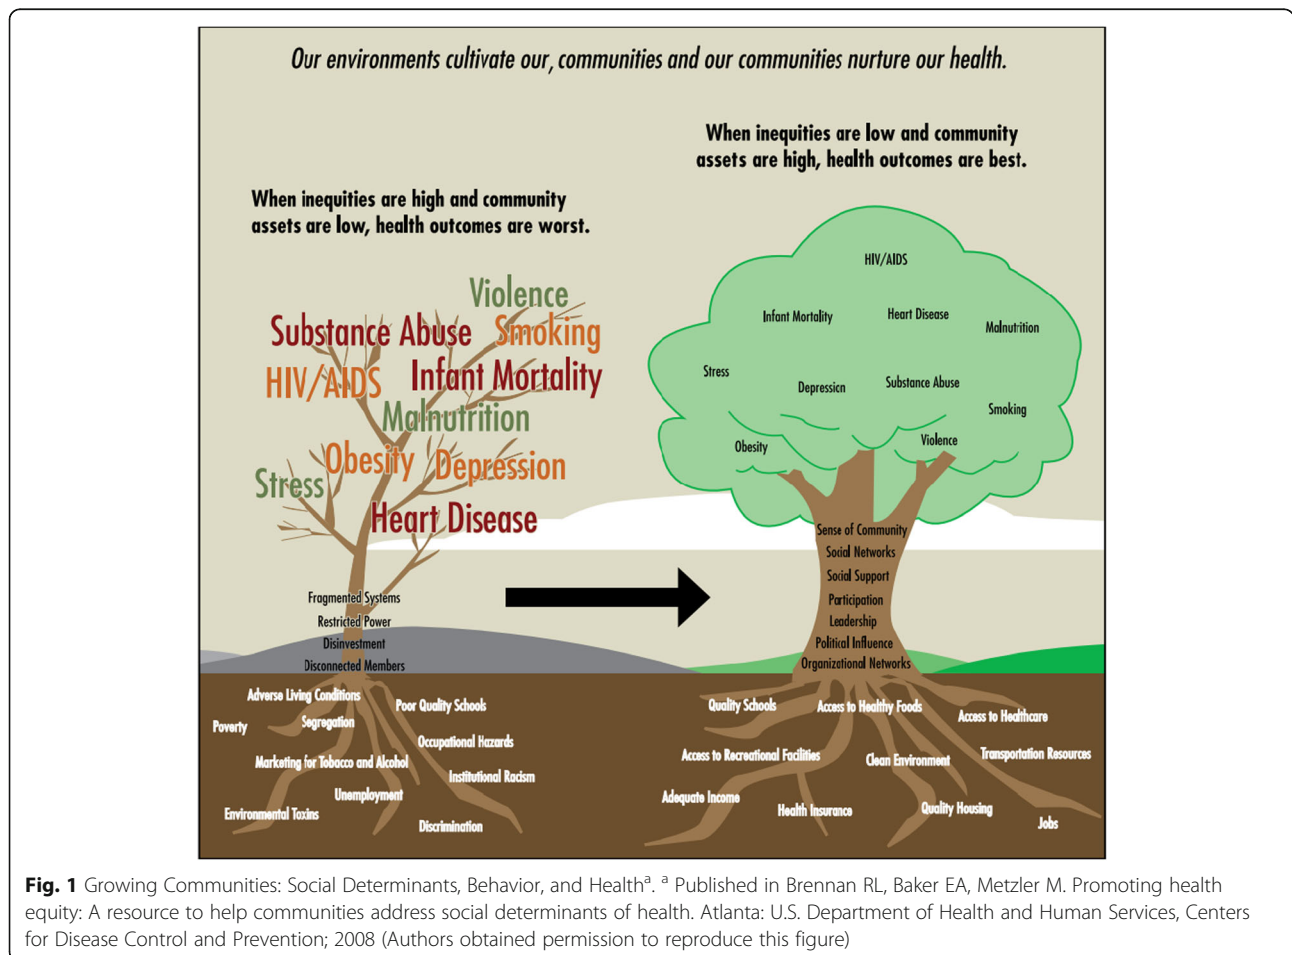 Our environments cultivate our, communities and our communities nurture our health.
When inequities are high and community
assets are low, health outcomes are worst.
Violence
Substance Abuse
Smoking
HIV/AIDS
Infant Mortality
Malnutrition
Obesity
Depression
Stress
Heart Disease
Fragmented Systems
Restricted Power
Disinvestment
Disconnected Members
Adverse Living Conditions
Poor Quality Schools
Poverty
Segregation
Occupational Hazards
Marketing for Tobacco and Alcohol
Institutional Racism
Unemployment
Environmental Toxins
Discrimination
When inequities are low and community
assets are high, health outcomes are best.
HIV/AIDS
Infant Mortality
Heart Disease
Malnutrition
Stress
Depression
Substance Abuse
Smoking
Obesity
Violence
Sense of Community
Social Networks
Social Support
Participation
Leadership
Political Influence
Organizational Networks
Quality Schools
Access to Healthy Foods
Access to Healthcare
Access to Recreational Facilities
Clean Environment
Transportation Resources
Adequate Income
Health Insurance
Quality Housing
Jobs
Fig. 1 Growing Communities: Social Determinants, Behavior, and Healthᵃ. ᵃ Published in Brennan RL, Baker EA, Metzler M. Promoting health
equity: A resource to help communities address social determinants of health. Atlanta: U.S. Department of Health and Human Services, Centers
for Disease Control and Prevention; 2008 (Authors obtained permission to reproduce this figure)